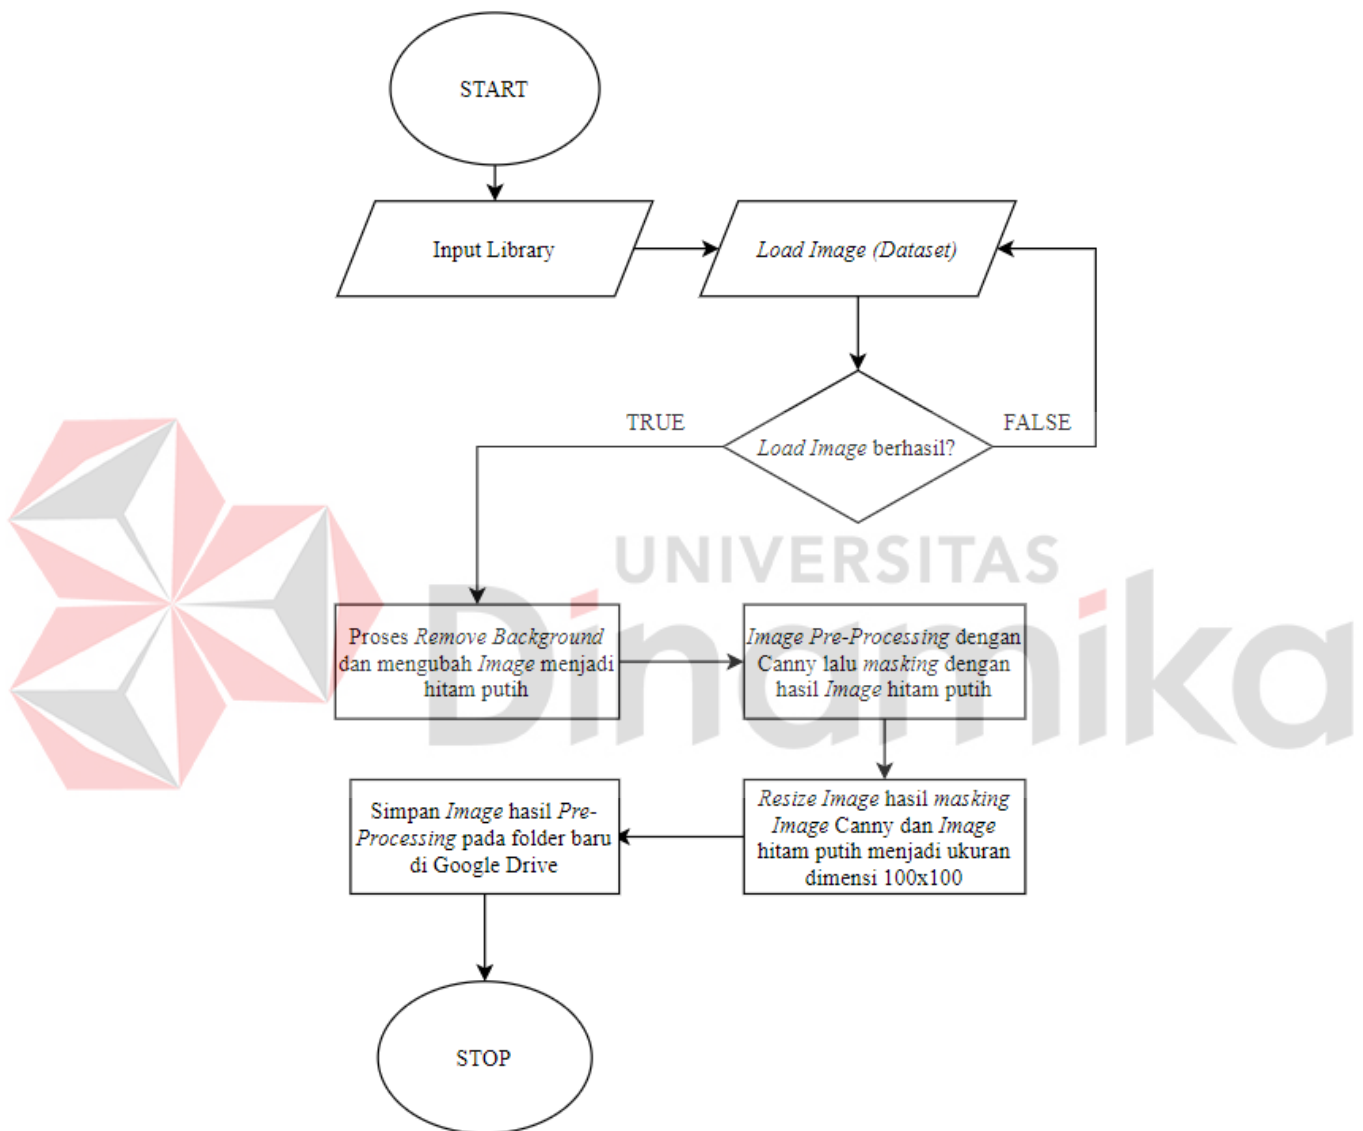 START
Input Library
Load Image (Dataset)
TRUE
FALSE
Load Image berhasil?
UNIVERSITAS
Dinamika
Proses Remove Background
dan mengubah Image menjadi
hitam putih
Image Pre-Processing dengan
Canny lalu masking dengan
hasil Image hitam putih
Resize Image hasil masking
Image Canny dan Image
hitam putih menjadi ukuran
dimensi 100x100
Simpan Image hasil Pre-
Processing pada folder baru
di Google Drive
STOP